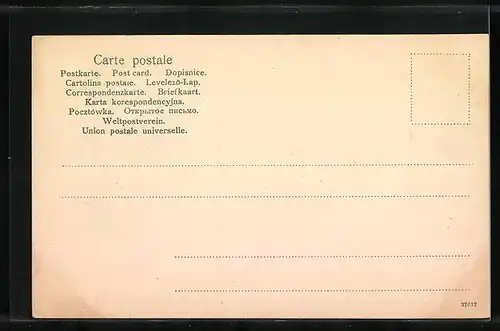 Carte postale
Postkarte. Post card. Dopisnice.
Cartolina postale. Levelező-Lap.
Correspondenzkarte. Briefkaart.
Karta korespondencyjna.
Pocztówka. Открытое письмо.
Weltpostverein.
Union postale universelle.